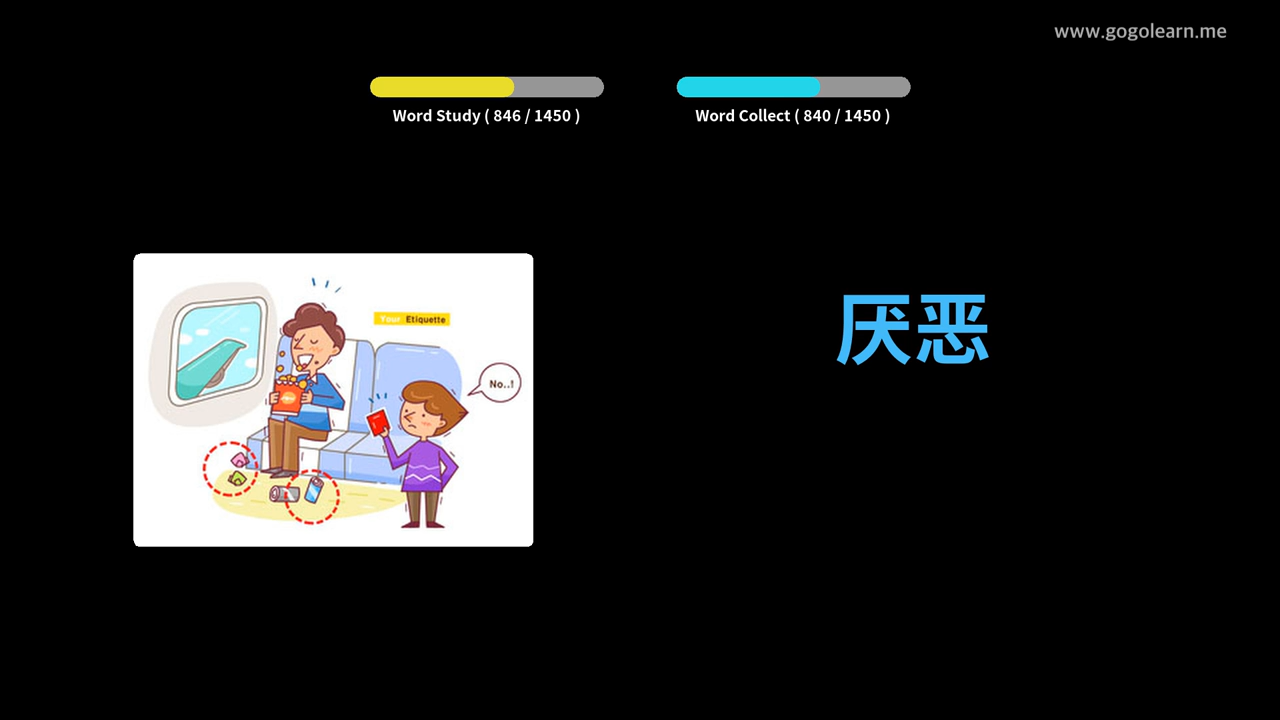 www.gogolearn.me
Word Study ( 846 / 1450 )
Word Collect ( 840 / 1450 )
厌恶
Your Etiquette
No..!